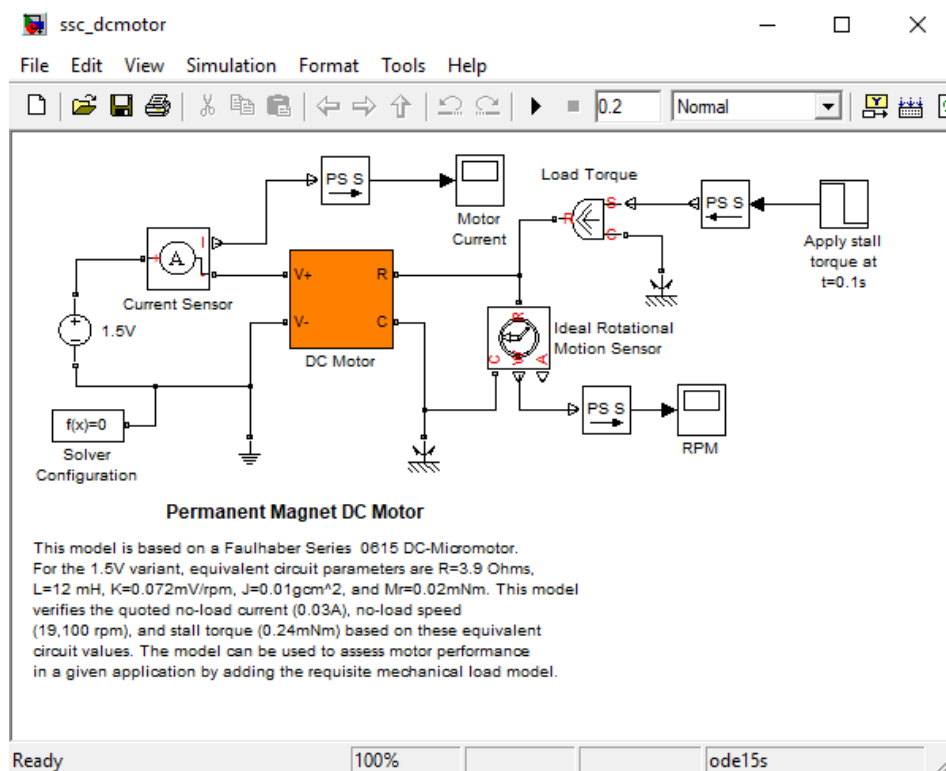 ssc_dcmotor
File Edit View Simulation Format Tools Help
0.2 Normal
PS S
Motor
Current
Load Torque
R
S
C
PS S
Apply stall
torque at
t=0.1s
A
I
+
-
Current Sensor
V+
V-
R
C
DC Motor
1.5V
R
C
W
A
Ideal Rotational
Motion Sensor
PS S
RPM
f(x)=0
Solver
Configuration
Permanent Magnet DC Motor
This model is based on a Faulhaber Series 0615 DC-Micromotor.
For the 1.5V variant, equivalent circuit parameters are R=3.9 Ohms,
L=12 mH, K=0.072mV/rpm, J=0.01gcm^2, and Mr=0.02mNm. This model
verifies the quoted no-load current (0.03A), no-load speed
(19,100 rpm), and stall torque (0.24mNm) based on these equivalent
circuit values. The model can be used to assess motor performance
in a given application by adding the requisite mechanical load model.
Ready 100% ode15s